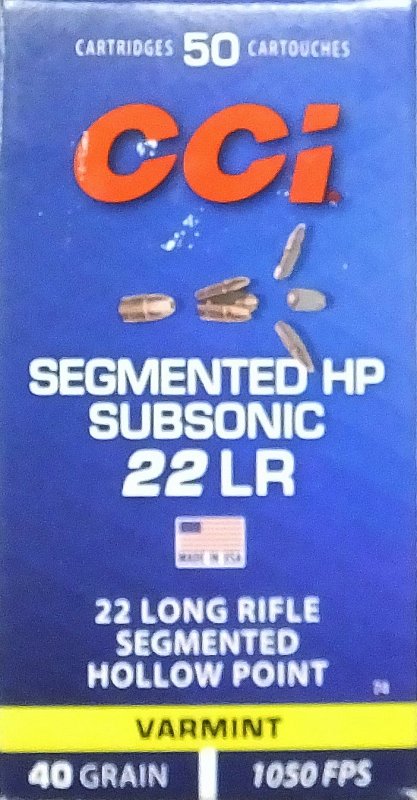 CARTRIDGES 50 CARTOUCHES
CCi
SEGMENTED HP
SUBSONIC
22 LR
MADE IN USA
22 LONG RIFLE
SEGMENTED
HOLLOW POINT
VARMINT
40 GRAIN
1050 FPS